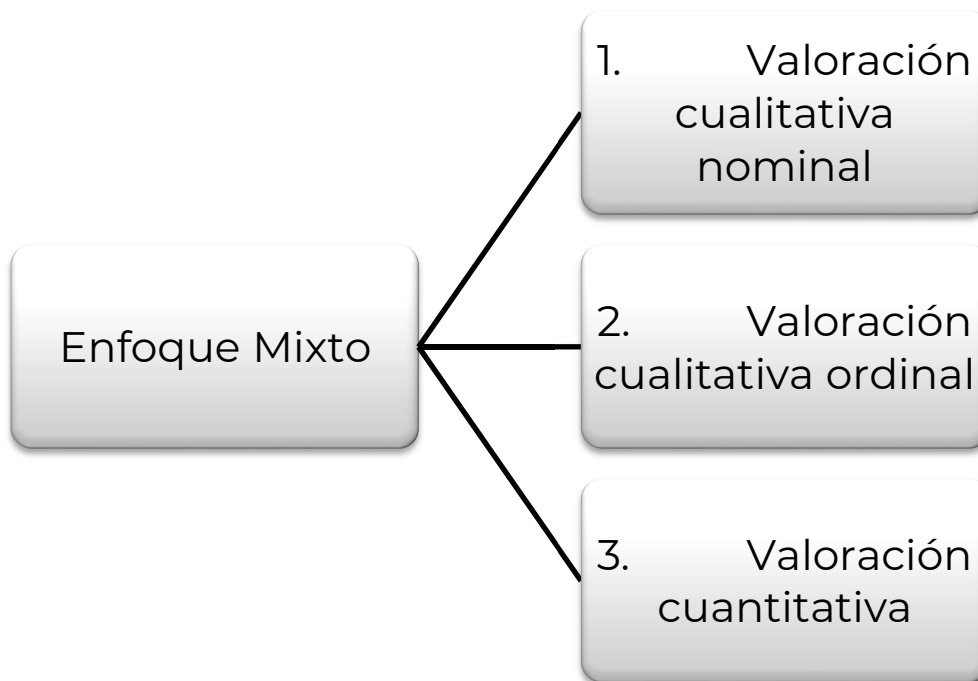 Enfoque Mixto
1. Valoración
cualitativa
nominal
2. Valoración
cualitativa ordinal
3. Valoración
cuantitativa